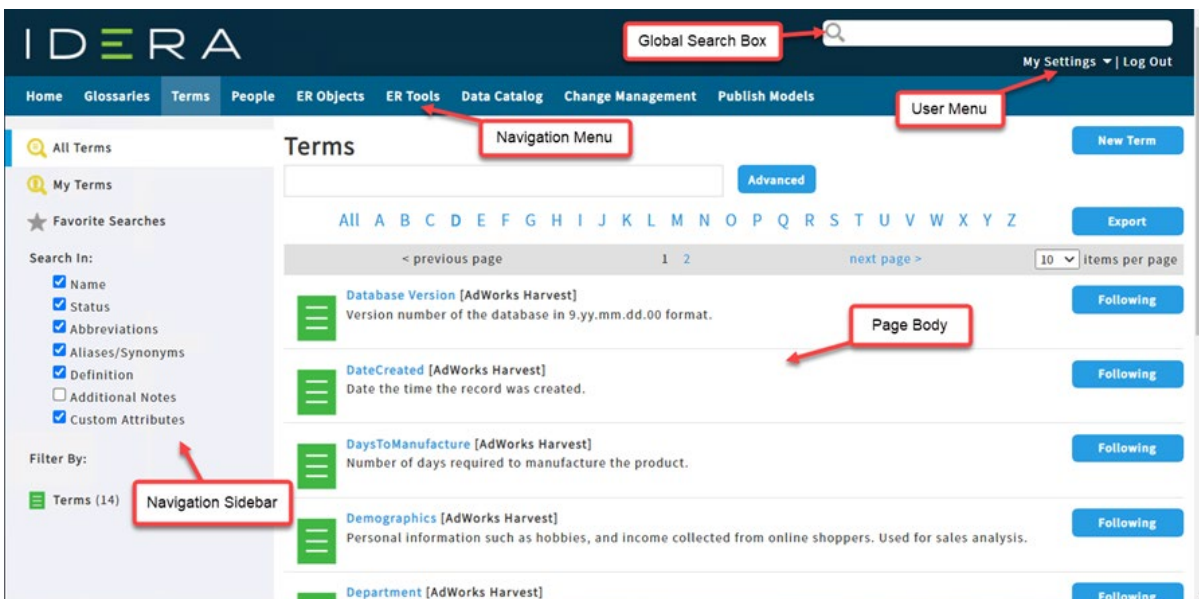 IDERA
Global Search Box
My Settings | Log Out
Home Glossaries Terms People ER Objects ER Tools Data Catalog Change Management Publish Models
User Menu
Navigation Menu
All Terms
My Terms
Favorite Searches
Search In:
Name
Status
Abbreviations
Aliases/Synonyms
Definition
Additional Notes
Custom Attributes
Filter By:
Terms (14)
Navigation Sidebar
Terms
New Term
Advanced
All A B C D E F G H I J K L M N O P Q R S T U V W X Y Z
Export
< previous page 1 2 next page > 10 items per page
Database Version [AdWorks Harvest]
Version number of the database in 9.yy.mm.dd.00 format.
Following
Page Body
DateCreated [AdWorks Harvest]
Date the time the record was created.
Following
DaysToManufacture [AdWorks Harvest]
Number of days required to manufacture the product.
Following
Demographics [AdWorks Harvest]
Personal information such as hobbies, and income collected from online shoppers. Used for sales analysis.
Following
Department [AdWorks Harvest]
Following